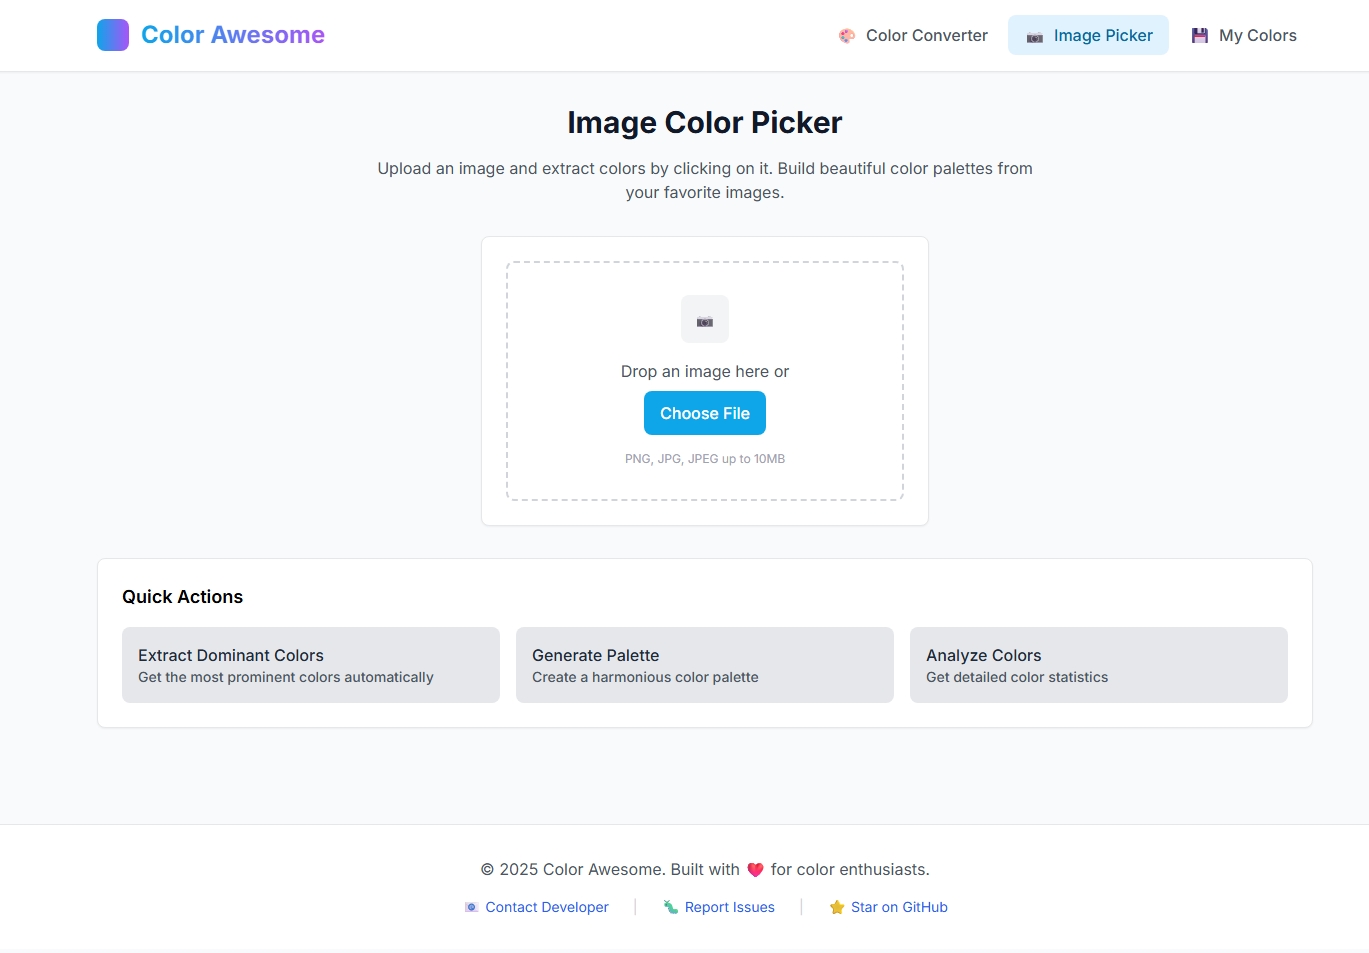 Color Awesome
Color Converter
Image Picker
My Colors
Image Color Picker
Upload an image and extract colors by clicking on it. Build beautiful color palettes from
your favorite images.
Drop an image here or
Choose File
PNG, JPG, JPEG up to 10MB
Quick Actions
Extract Dominant Colors
Get the most prominent colors automatically
Generate Palette
Create a harmonious color palette
Analyze Colors
Get detailed color statistics
© 2025 Color Awesome. Built with ❤️ for color enthusiasts.
Contact Developer | Report Issues | Star on GitHub